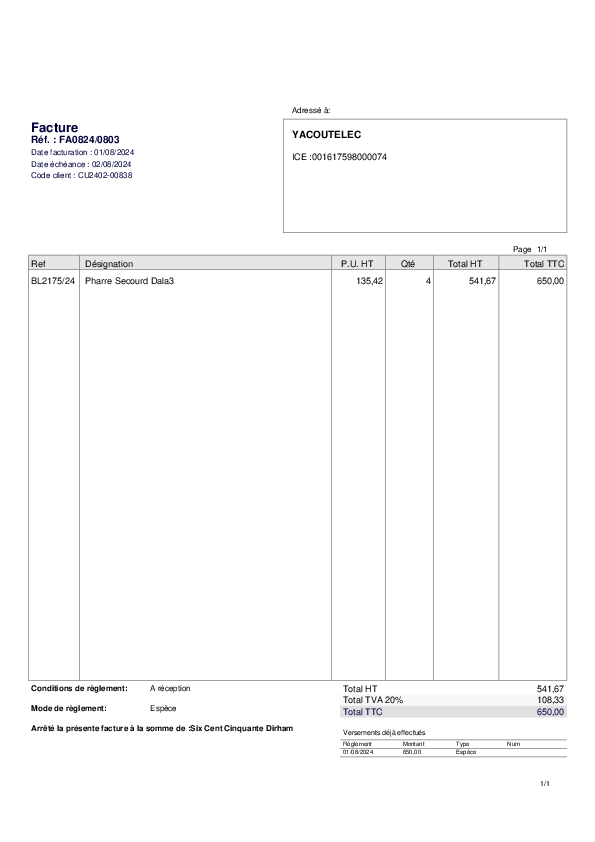 Adressé à:
Facture
Réf. : FA0824/0803
Date facturation : 01/08/2024
Date échéance : 02/08/2024
Code client : CU2402-00838
YACOUTELEC
ICE :001617598000074
Page 1/1
Ref Désignation P.U. HT Qté Total HT Total TTC
BL2175/24 Pharre Secourd Dala3 135,42 4 541,67 650,00
Conditions de règlement: A réception
Mode de règlement: Espèce
Arrêté la présente facture à la somme de :Six Cent Cinquante Dirham
Total HT 541,67
Total TVA 20% 108,33
Total TTC 650,00
Versements déjà effectués
Règlement Montant Type Num
01/08/2024 650,00 Espèce
1/1